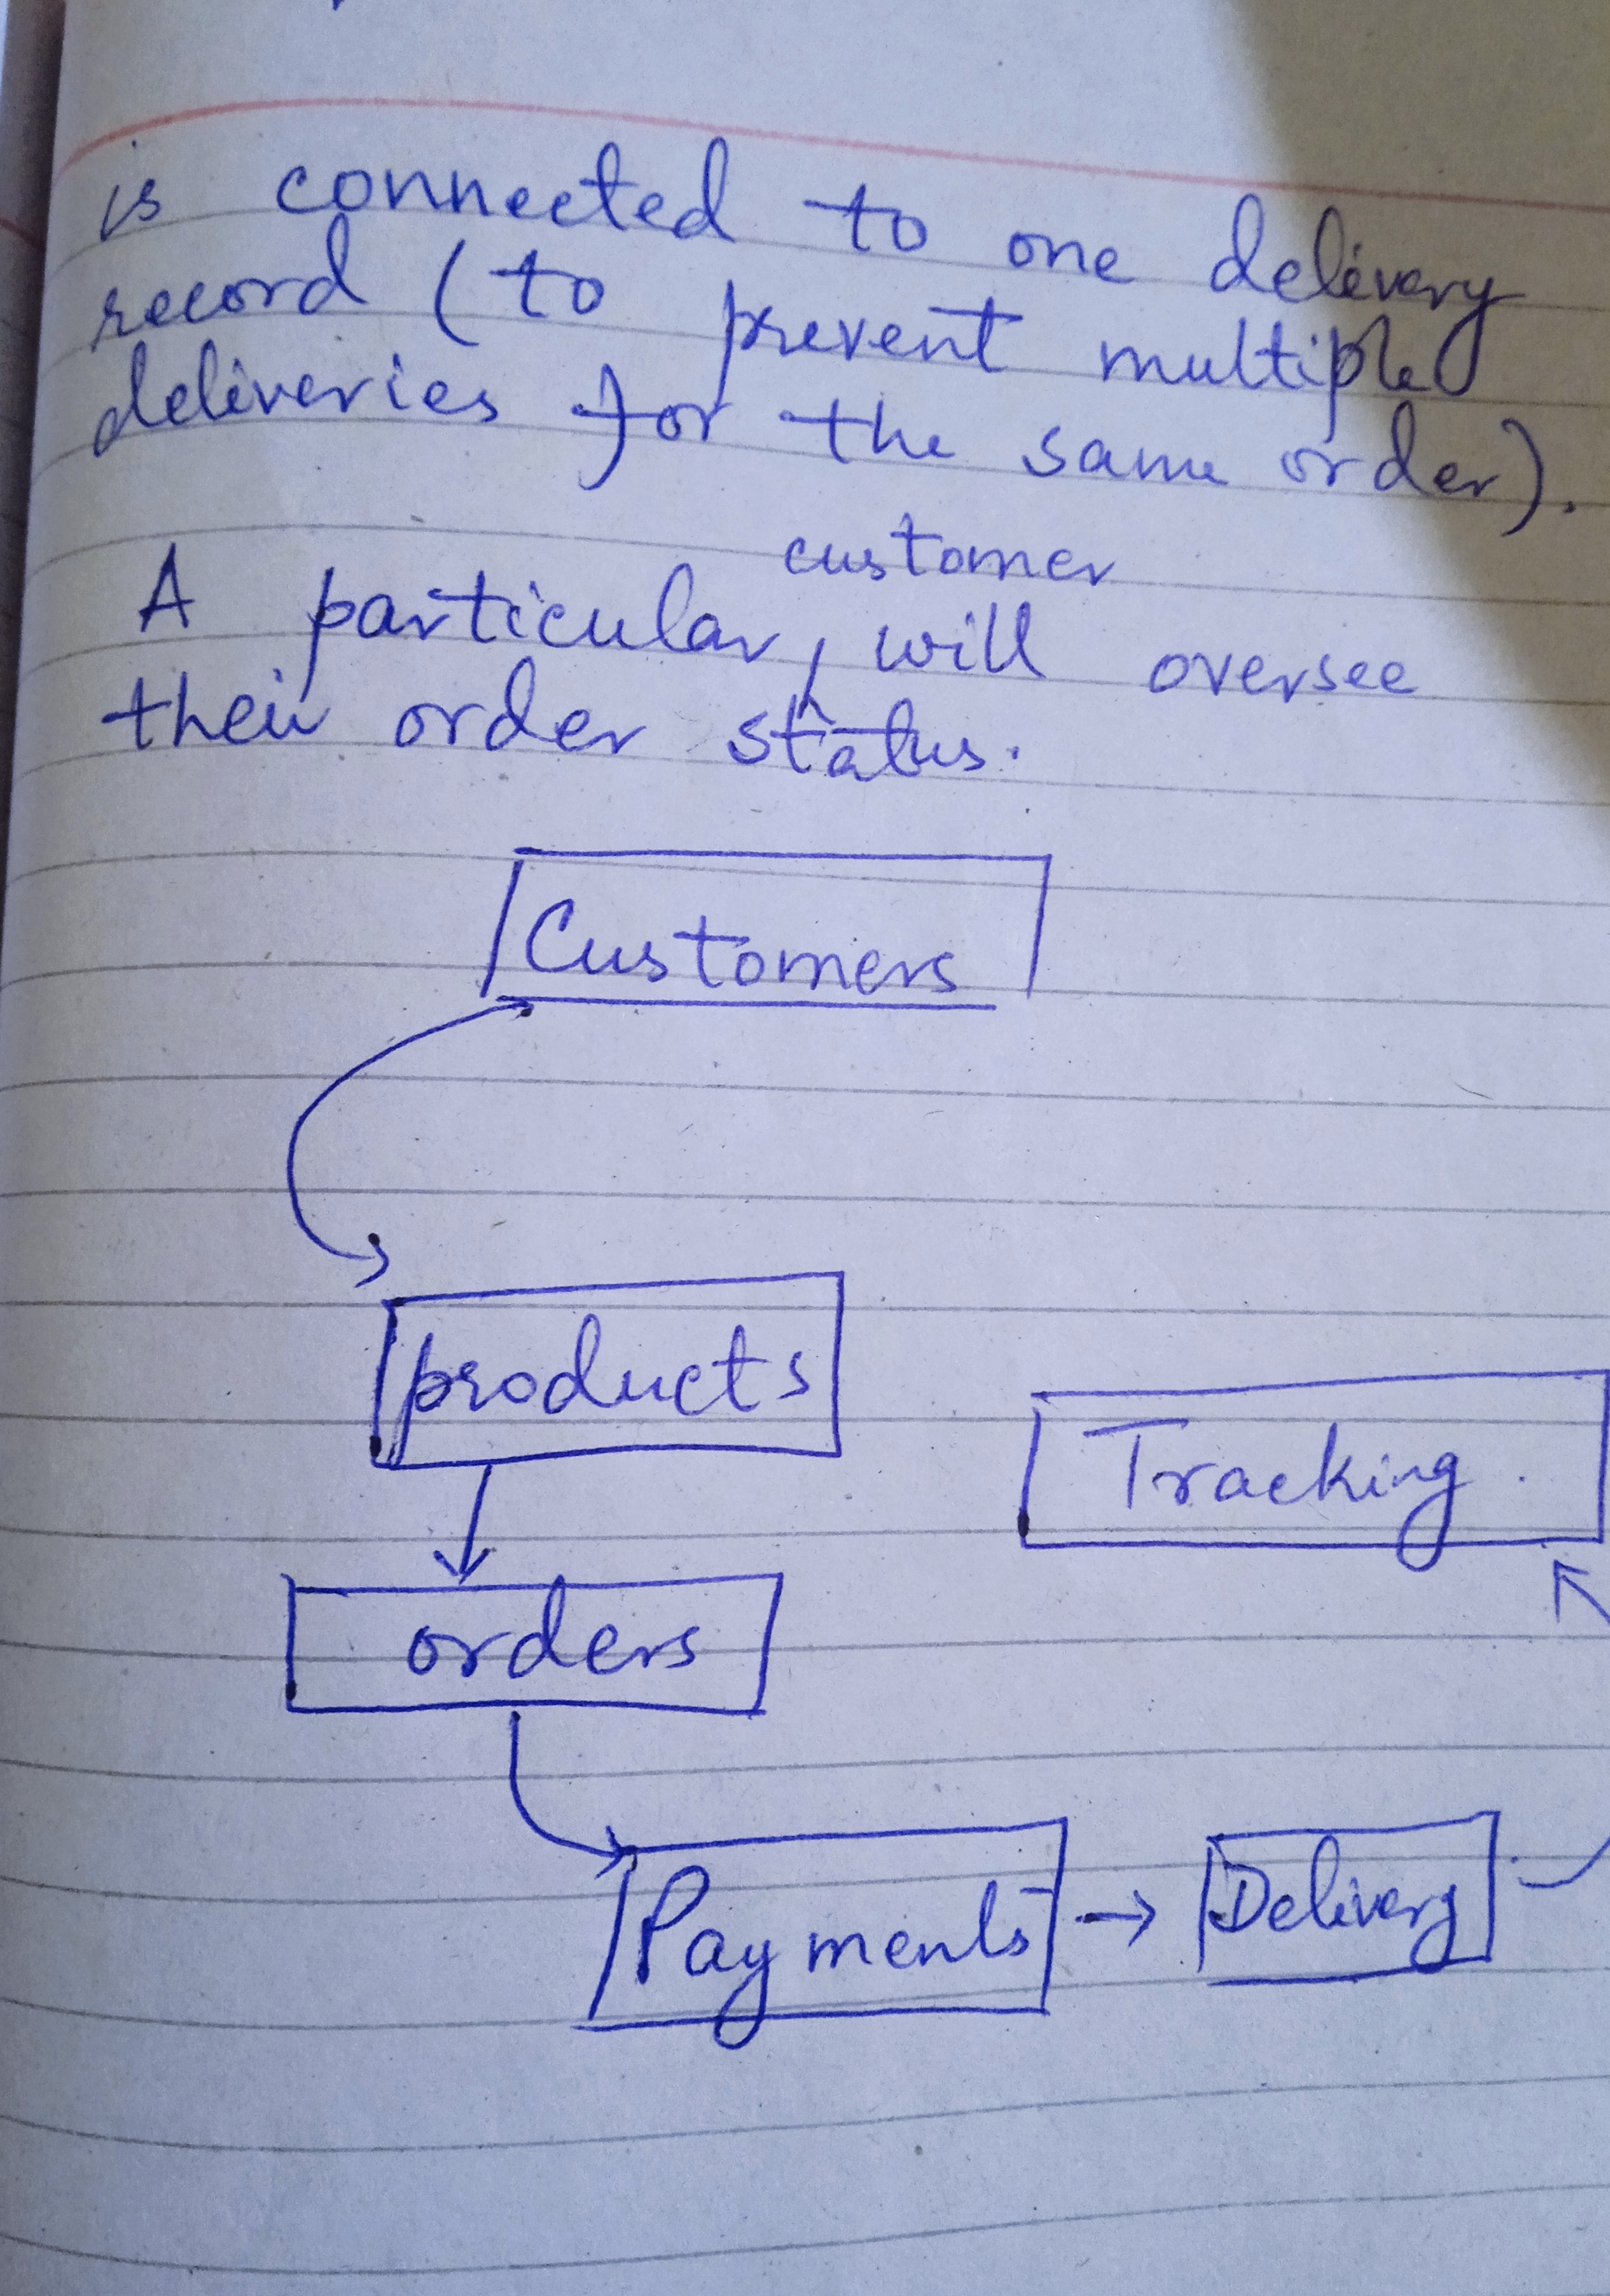 is connected to one delivery
record (to prevent multiple
deliveries for the same order).
customer
A particular, will oversee
their order status.
Customers
products
Tracking.
orders
Payments
Delivery